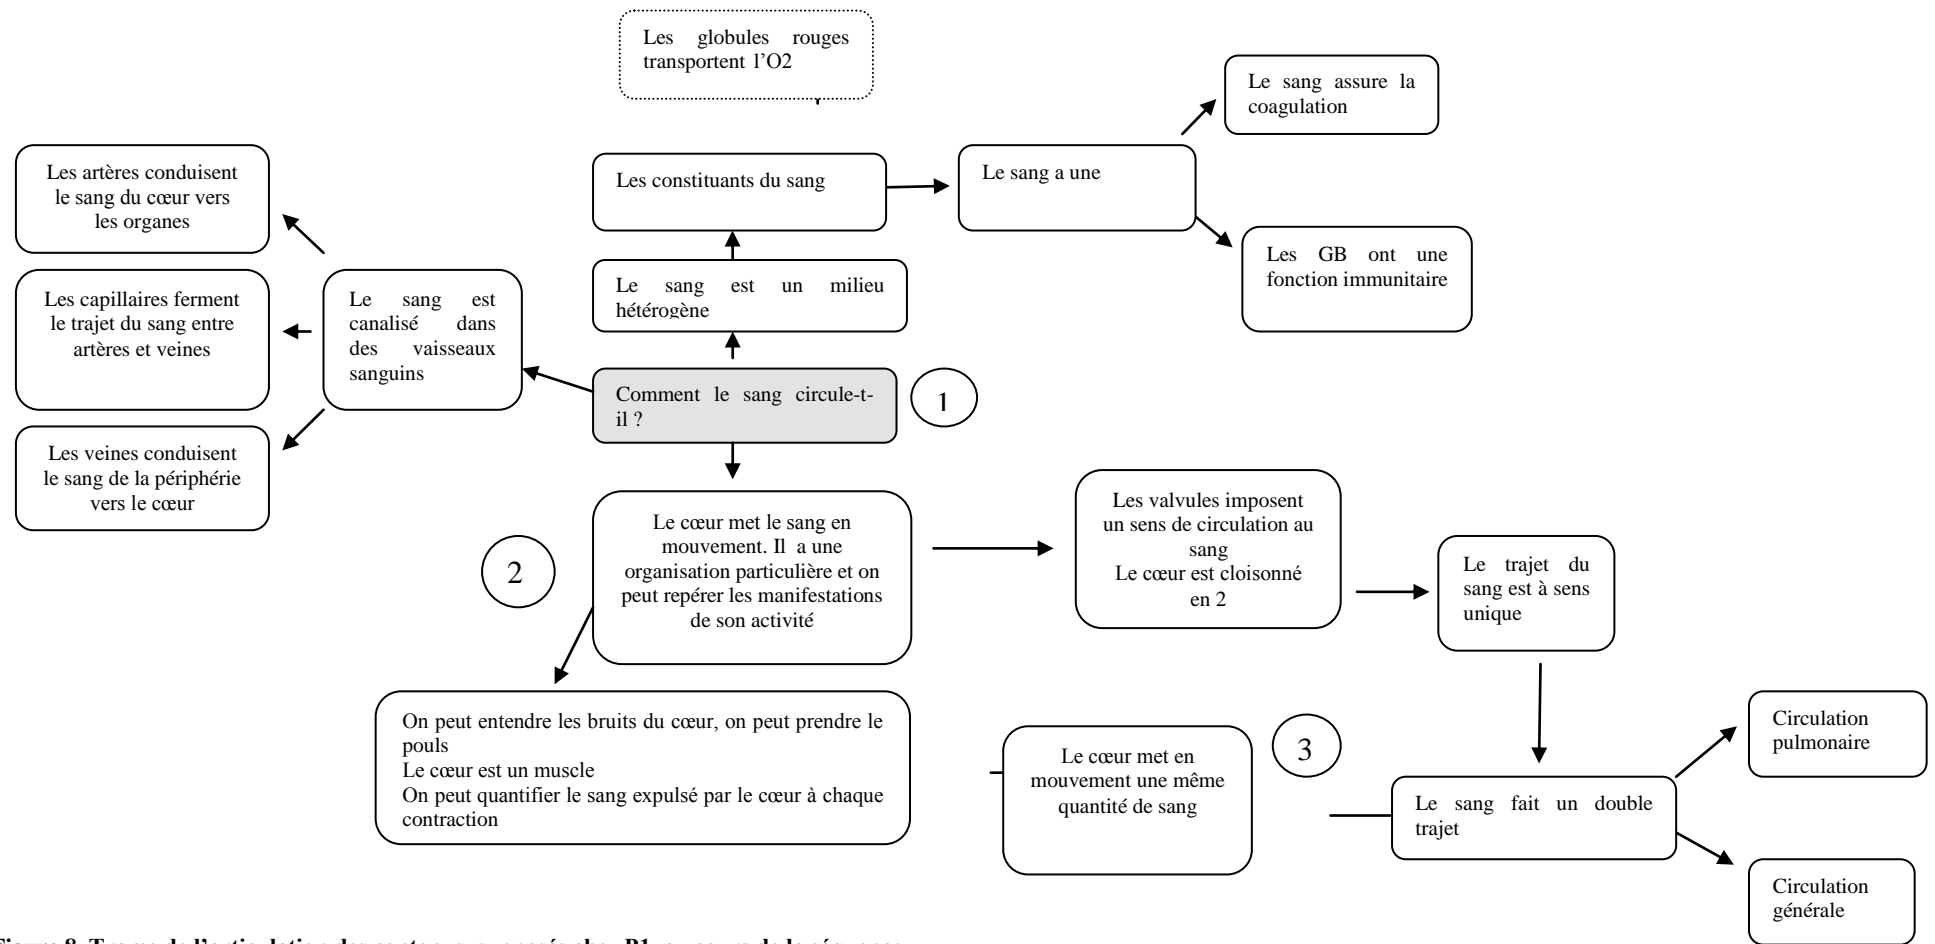 Les globules rouges
transportent l’O2
Le sang assure la
coagulation
Les artères conduisent
le sang du cœur vers
les organes
Les constituants du sang
Le sang a une
Les GB ont une
fonction immunitaire
Le sang est un milieu
hétérogène
Les capillaires ferment
le trajet du sang entre
artères et veines
Le sang est
canalisé dans
des vaisseaux
sanguins
Comment le sang circule-t-
il ?
1
Les veines conduisent
le sang de la périphérie
vers le cœur
2
Le cœur met le sang en
mouvement. Il a une
organisation particulière et on
peut repérer les manifestations
de son activité
Les valvules imposent
un sens de circulation au
sang
Le cœur est cloisonné
en 2
Le trajet du
sang est à sens
unique
On peut entendre les bruits du cœur, on peut prendre le
pouls
Le cœur est un muscle
On peut quantifier le sang expulsé par le cœur à chaque
contraction
Le cœur met en
mouvement une même
quantité de sang
3
Le sang fait un double
trajet
Circulation
pulmonaire
Circulation
générale